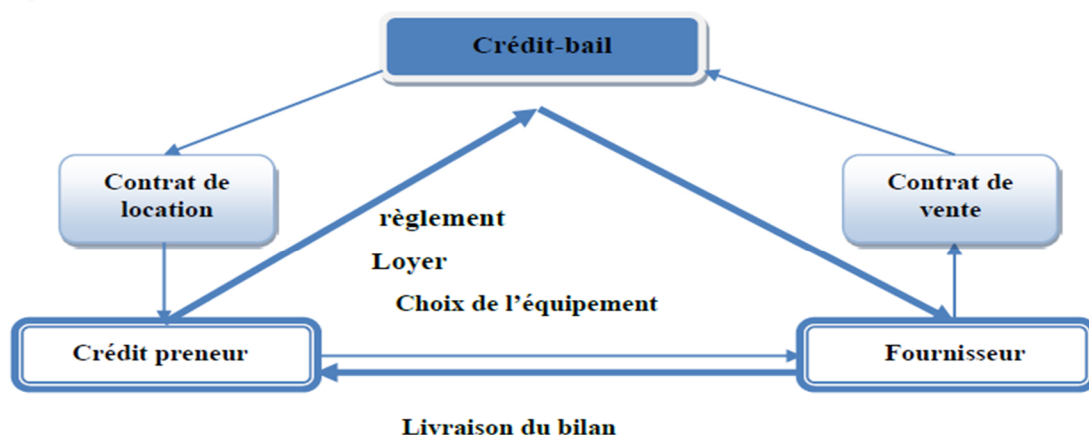 Crédit-bail
Contrat de
location
Contrat de
vente
règlement
Loyer
Choix de l’équipement
Crédit preneur
Fournisseur
Livraison du bilan